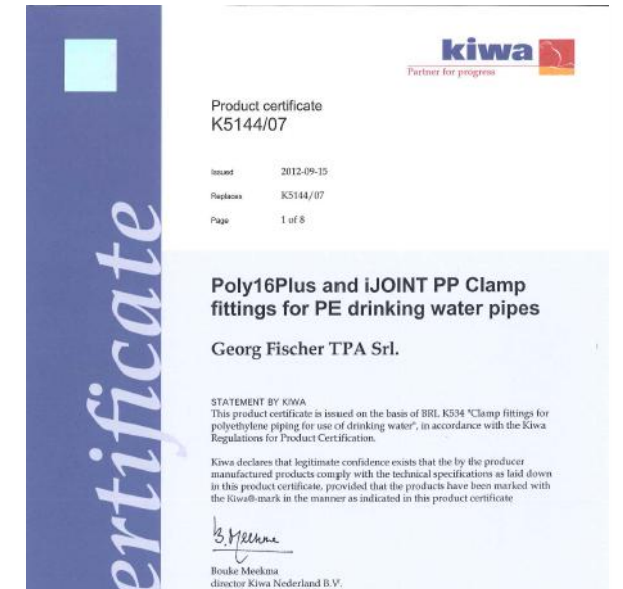 kiwa
Partner for progress
Product certificate
K5144/07
Issued 2012-09-15
Replaces K5144/07
Page 1 of 8
ertificate
Poly16Plus and iJOINT PP Clamp
fittings for PE drinking water pipes
Georg Fischer TPA Srl.
STATEMENT BY KIWA
This product certificate is issued on the basis of BRL K534 "Clamp fittings for
polyethylene piping for use of drinking water", in accordance with the Kiwa
Regulations for Product Certification.
Kiwa declares that legitimate confidence exists that the by the producer
manufactured products comply with the technical specifications as laid down
in this product certificate, provided that the products have been marked with
the Kiwa®-mark in the manner as indicated in this product certificate
B. Meekma
Bouke Meekma
director Kiwa Nederland B.V.